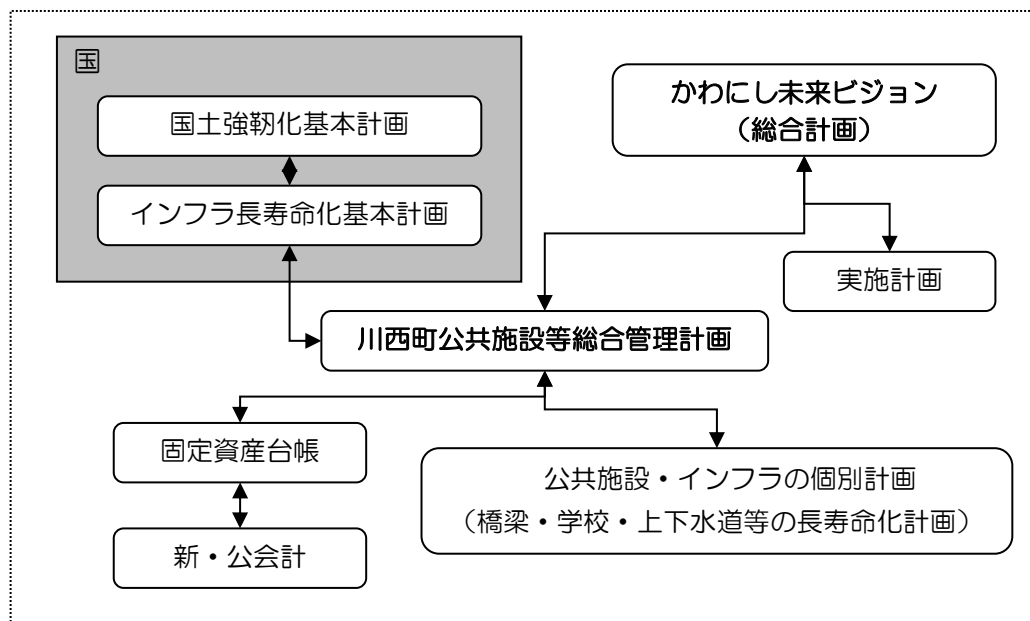 国
国土強靭化基本計画
インフラ長寿命化基本計画
かわにし未来ビジョン
（総合計画）
実施計画
川西町公共施設等総合管理計画
固定資産台帳
新・公会計
公共施設・インフラの個別計画
（橋梁・学校・上下水道等の長寿命化計画）